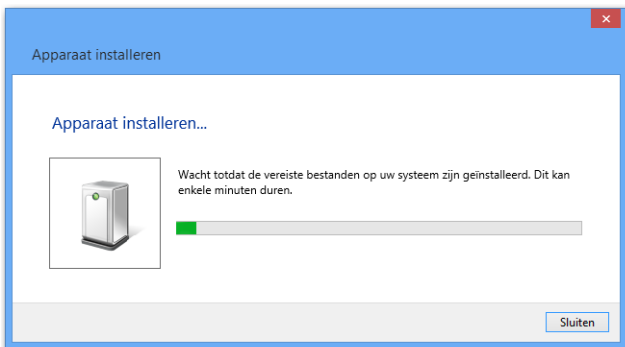 Apparaat installeren
Apparaat installeren...
Wacht totdat de vereiste bestanden op uw systeem zijn geïnstalleerd. Dit kan
enkele minuten duren.
Sluiten